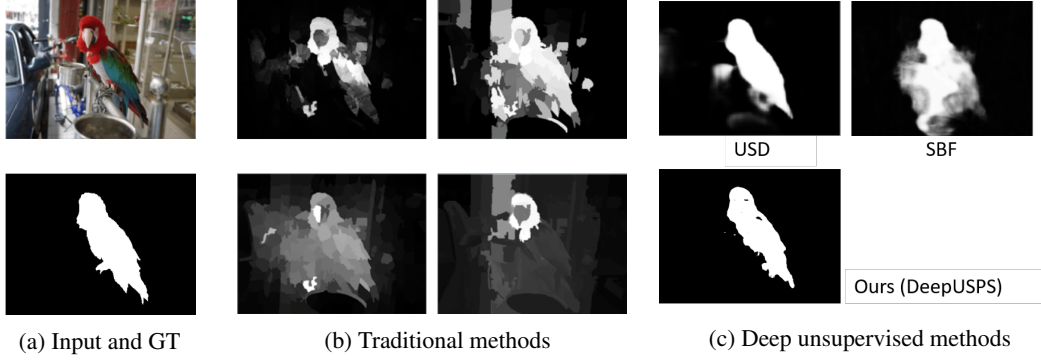 USD
SBF
Ours (DeepUSPS)
(a) Input and GT
(b) Traditional methods
(c) Deep unsupervised methods